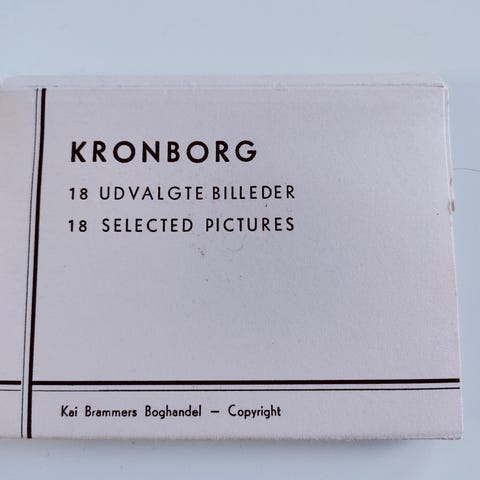 KRONBORG
18 UDVALGTE BILLEDER
18 SELECTED PICTURES
Kai Brammers Boghandel — Copyright